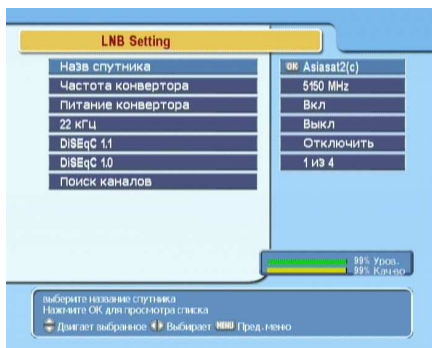 LNB Setting
Назв спутника OK Asiasat2(c)
Частота конвертора 5150 MHz
Питание конвертора Вкл
22 кГц Выкл
DiSEqC 1.1 Отключить
DiSEqC 1.0 1 из 4
Поиск каналов
99% Уров.
99% Кач-во
выберите название спутника
Нажмите ОК для просмотра списка
Двигает выбранное Выбирает MENU Пред. меню